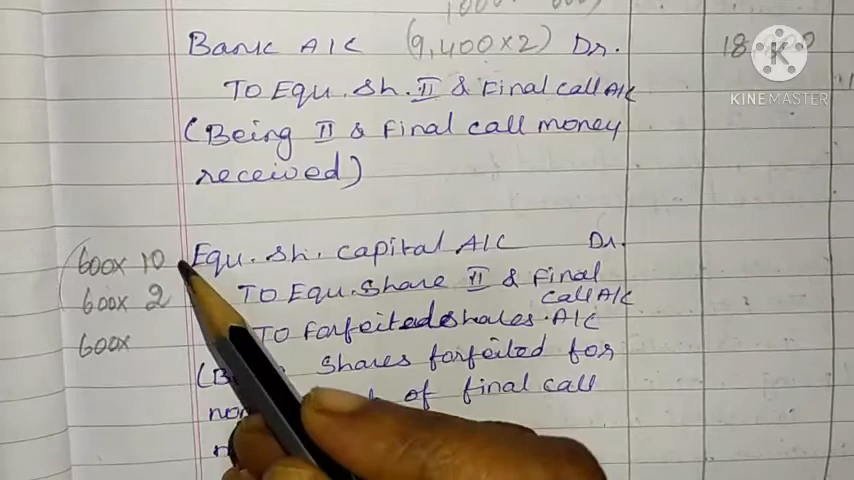 Bank A/C (9,400x2) Dr. 18
KINEMASTER
To Equ. Sh. II & Final call A/c
(Being II & Final call money
received)
600x 10 Equ. Sh. capital A/C Dr.
600x 2 To Equ. Share II & Final
call A/c
600x To Forfeited shares. A/c
shares forfeited for
of final call